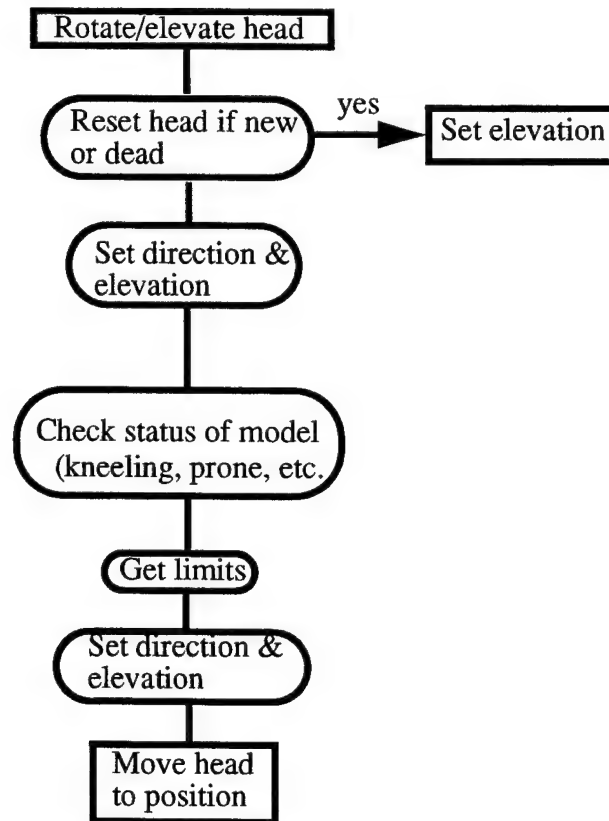 Rotate/elevate head
Reset head if new
or dead
yes
Set elevation
Set direction &
elevation
Check status of model
(kneeling, prone, etc.
Get limits
Set direction &
elevation
Move head
to position